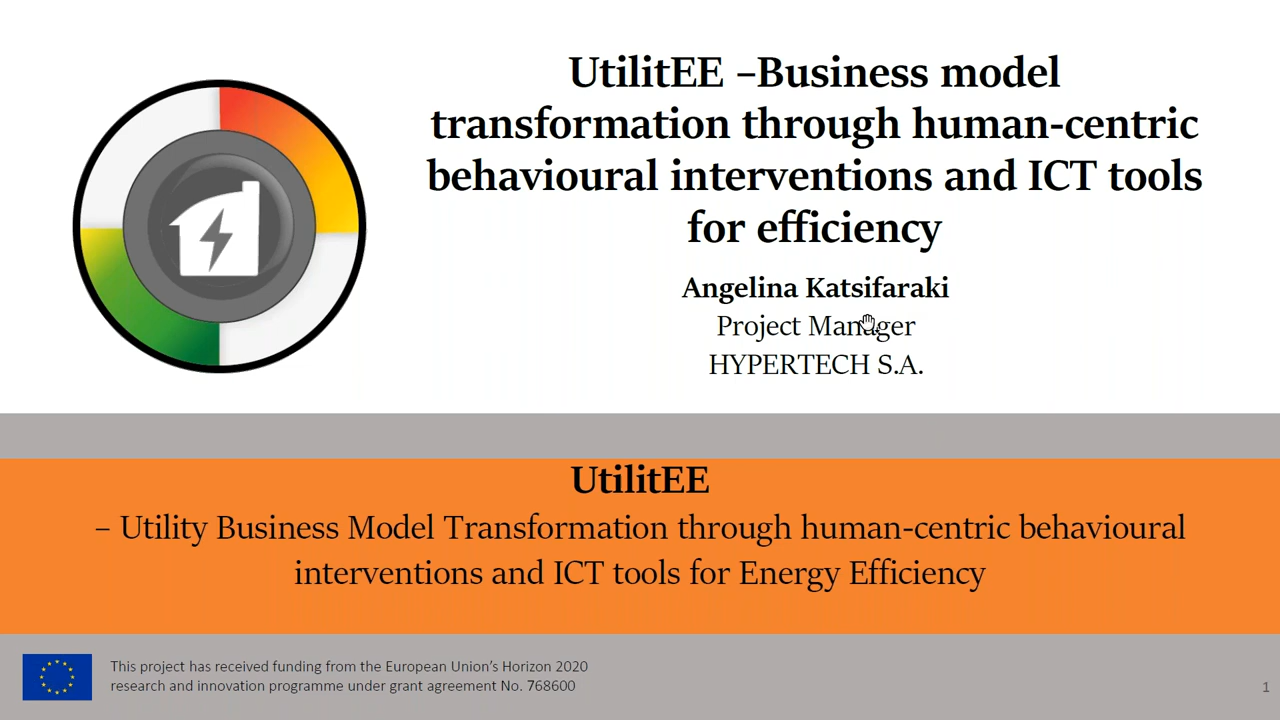 UtilitEE –Business model
transformation through human-centric
behavioural interventions and ICT tools
for efficiency
Angelina Katsifaraki
Project Manager
HYPERTECH S.A.
UtilitEE
– Utility Business Model Transformation through human-centric behavioural
interventions and ICT tools for Energy Efficiency
This project has received funding from the European Union’s Horizon 2020
research and innovation programme under grant agreement No. 768600
1